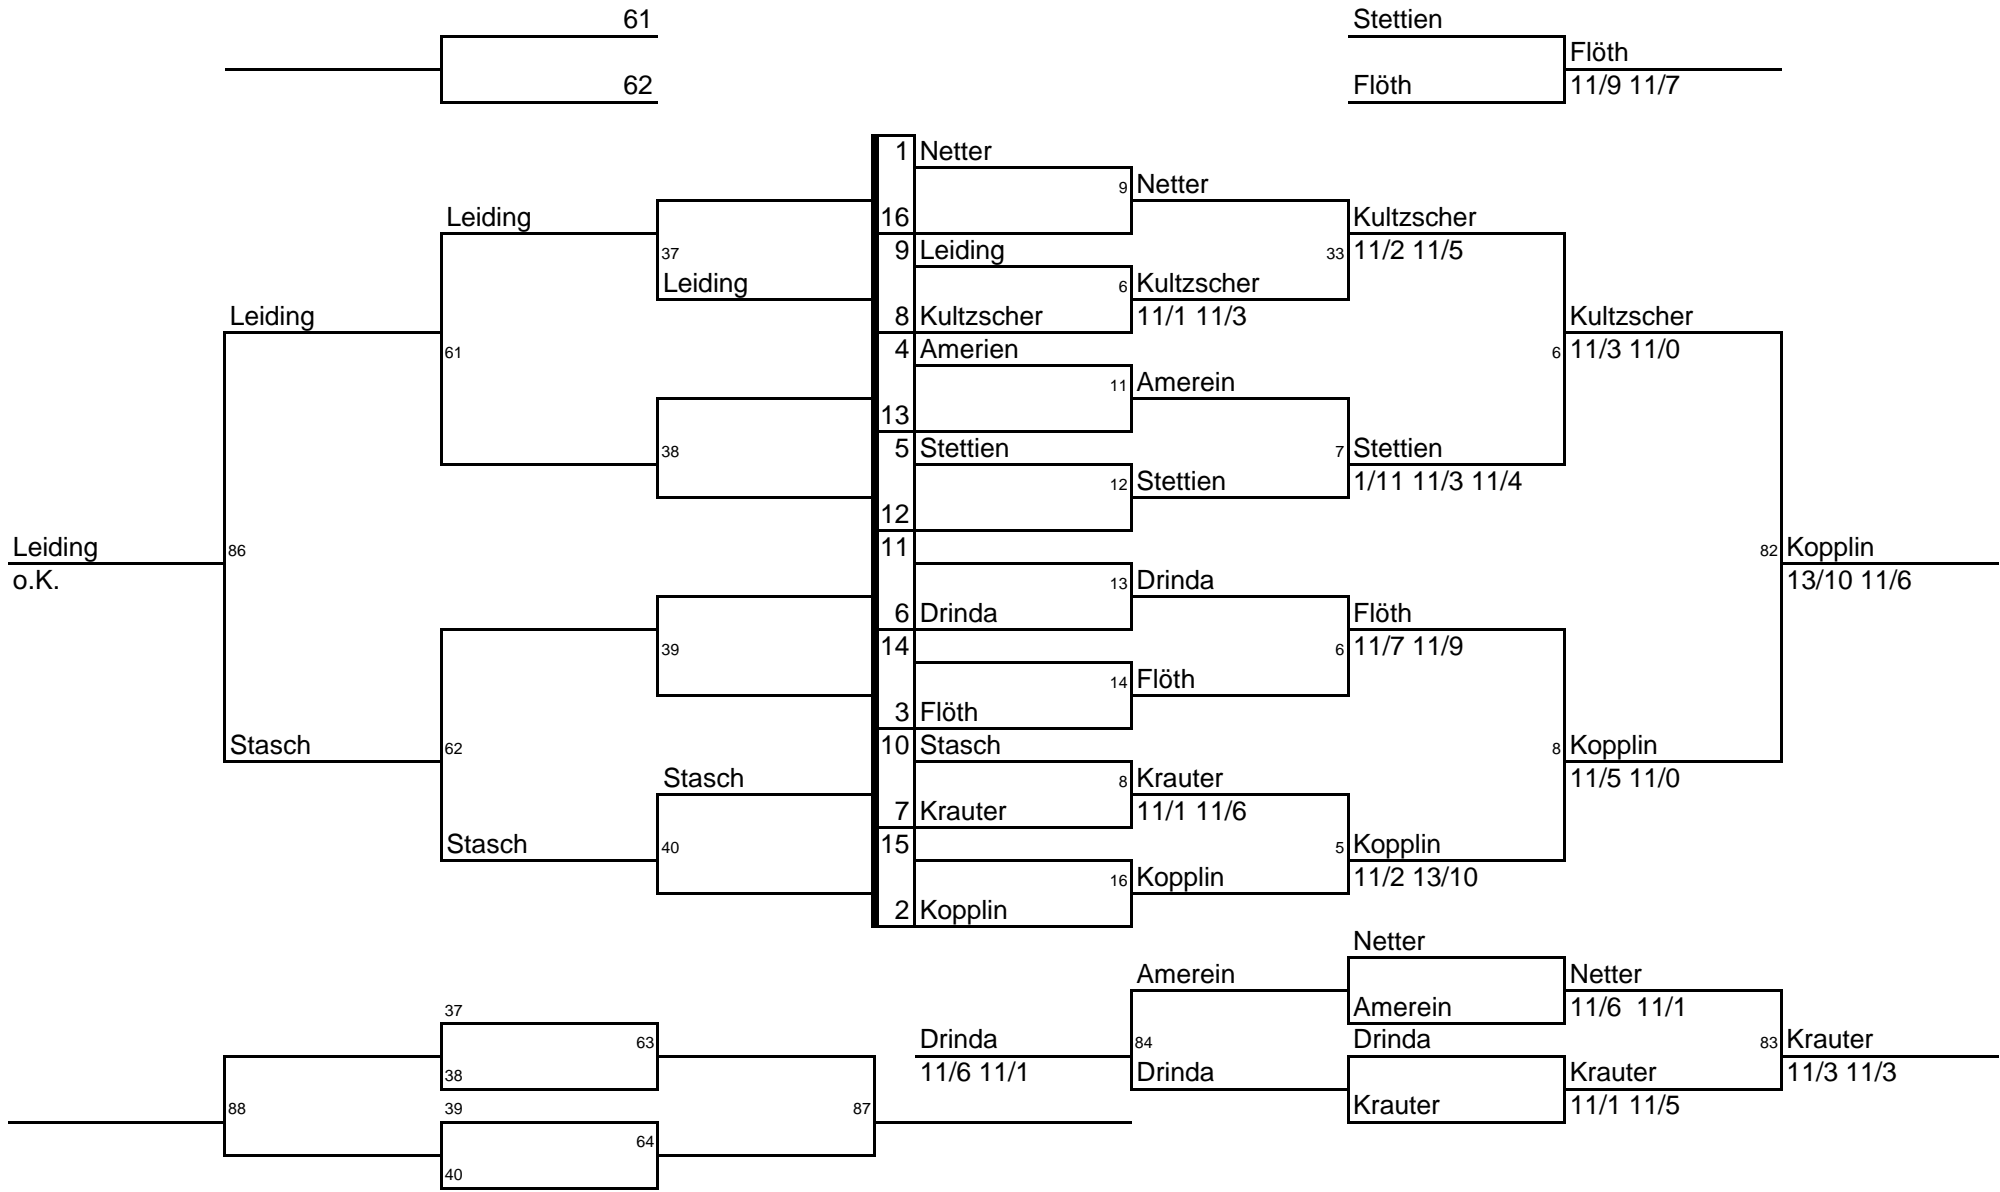 61
Stettien
Flöth
62
Flöth
11/9 11/7
1 Netter
9 Netter
Leiding
16
Kultzscher
37
9 Leiding
33
11/2 11/5
Leiding
6 Kultzscher
Leiding
8 Kultzscher
11/1 11/3
Kultzscher
61
4 Amerien
6
11/3 11/0
11 Amerein
13
38
5 Stettien
7 Stettien
12 Stettien
1/11 11/3 11/4
12
Leiding
86
11
82 Kopplin
o.K.
13 Drinda
13/10 11/6
6 Drinda
Flöth
39
14
6
11/7 11/9
14 Flöth
3 Flöth
Stasch
62
10 Stasch
8 Kopplin
Stasch
8 Krauter
11/5 11/0
7 Krauter
11/1 11/6
Stasch
40
15
5 Kopplin
16 Kopplin
11/2 13/10
2 Kopplin
Netter
Amerein
Netter
37
Amerein
11/6 11/1
63
Drinda
84
Drinda
83 Krauter
38
11/6 11/1
Drinda
Krauter
11/3 11/3
88
39
87
Krauter
11/1 11/5
64
40